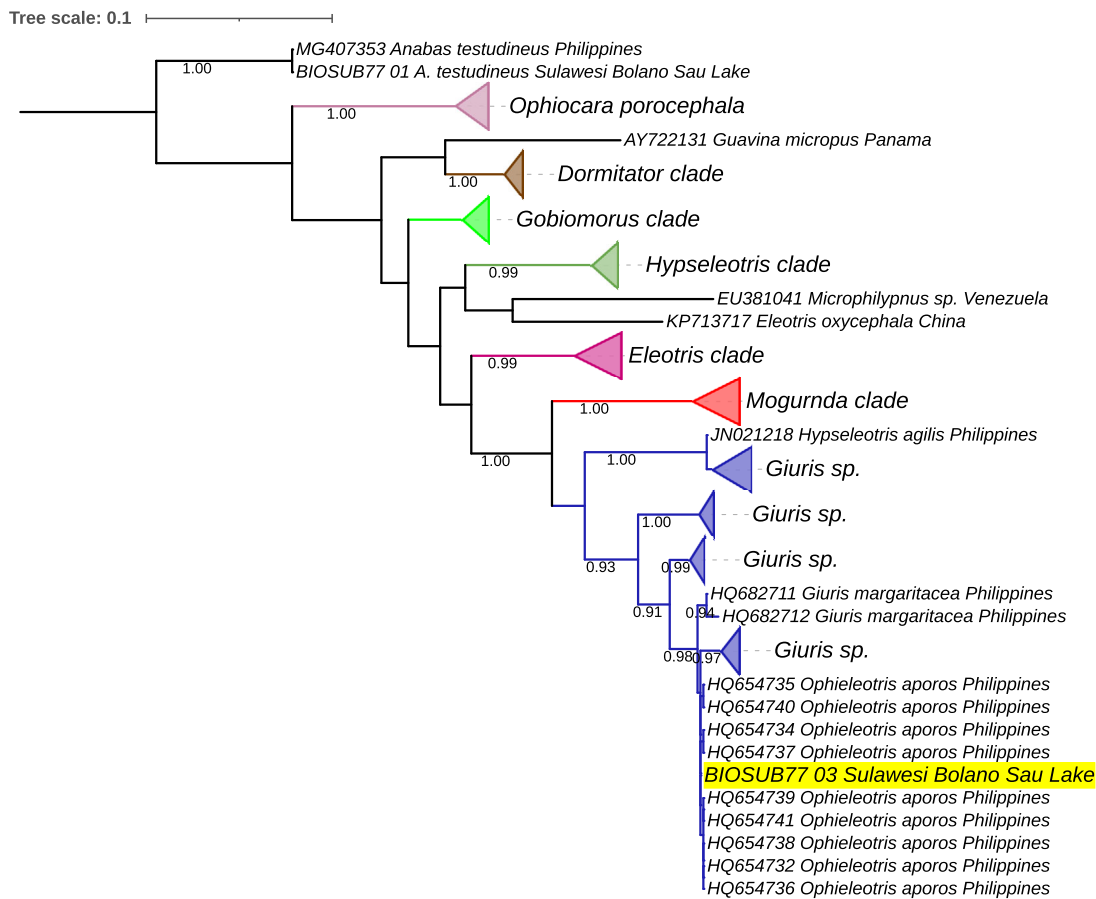 Tree scale: 0.1
MG407353 Anabas testudineus Philippines
1.00
BIOSUB77 01 A. testudineus Sulawesi Bolano Sau Lake
Ophiocara porocephala
1.00
AY722131 Guavina micropus Panama
Dormitator clade
1.00
Gobiomorus clade
Hypseleotris clade
0.99
EU381041 Microphilypnus sp. Venezuela
KP713717 Eleotris oxycephala China
Eleotris clade
0.99
Mogurnda clade
1.00
JN021218 Hypseleotris agilis Philippines
1.00
1.00
Giuris sp.
Giuris sp.
1.00
Giuris sp.
0.93
0.99
HQ682711 Giuris margaritacea Philippines
0.91
0.94
HQ682712 Giuris margaritacea Philippines
Giuris sp.
0.98
0.97
HQ654735 Ophieleotris aporos Philippines
HQ654740 Ophieleotris aporos Philippines
HQ654734 Ophieleotris aporos Philippines
HQ654737 Ophieleotris aporos Philippines
BIOSUB77 03 Sulawesi Bolano Sau Lake
HQ654739 Ophieleotris aporos Philippines
HQ654741 Ophieleotris aporos Philippines
HQ654738 Ophieleotris aporos Philippines
HQ654732 Ophieleotris aporos Philippines
HQ654736 Ophieleotris aporos Philippines